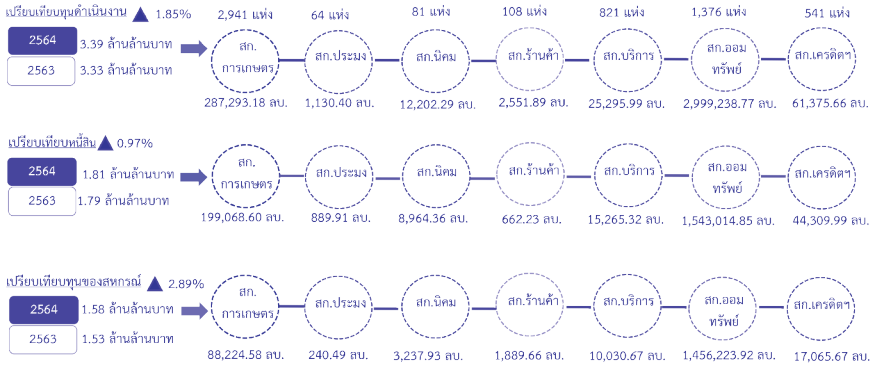 เปรียบเทียบทุนดำเนินงาน 1.85%
2,941 แห่ง 64 แห่ง 81 แห่ง 108 แห่ง 821 แห่ง 1,376 แห่ง 541 แห่ง
2564 3.39 ล้านล้านบาท
2563 3.33 ล้านล้านบาท
สก. การเกษตร สก.ประมง สก.นิคม สก.ร้านค้า สก.บริการ สก.ออม ทรัพย์ สก.เครดิตฯ
287,293.18 ลบ. 1,130.40 ลบ. 12,202.29 ลบ. 2,551.89 ลบ. 25,295.99 ลบ. 2,999,238.77 ลบ. 61,375.66 ลบ.
เปรียบเทียบหนี้สิน 0.97%
2564 1.81 ล้านล้านบาท
2563 1.79 ล้านล้านบาท
สก. การเกษตร สก.ประมง สก.นิคม สก.ร้านค้า สก.บริการ สก.ออม ทรัพย์ สก.เครดิตฯ
199,068.60 ลบ. 889.91 ลบ. 8,964.36 ลบ. 662.23 ลบ. 15,265.32 ลบ. 1,543,014.85 ลบ. 44,309.99 ลบ.
เปรียบเทียบทุนของสหกรณ์ 2.89%
2564 1.58 ล้านล้านบาท
2563 1.53 ล้านล้านบาท
สก. การเกษตร สก.ประมง สก.นิคม สก.ร้านค้า สก.บริการ สก.ออม ทรัพย์ สก.เครดิตฯ
88,224.58 ลบ. 240.49 ลบ. 3,237.93 ลบ. 1,889.66 ลบ. 10,030.67 ลบ. 1,456,223.92 ลบ. 17,065.67 ลบ.